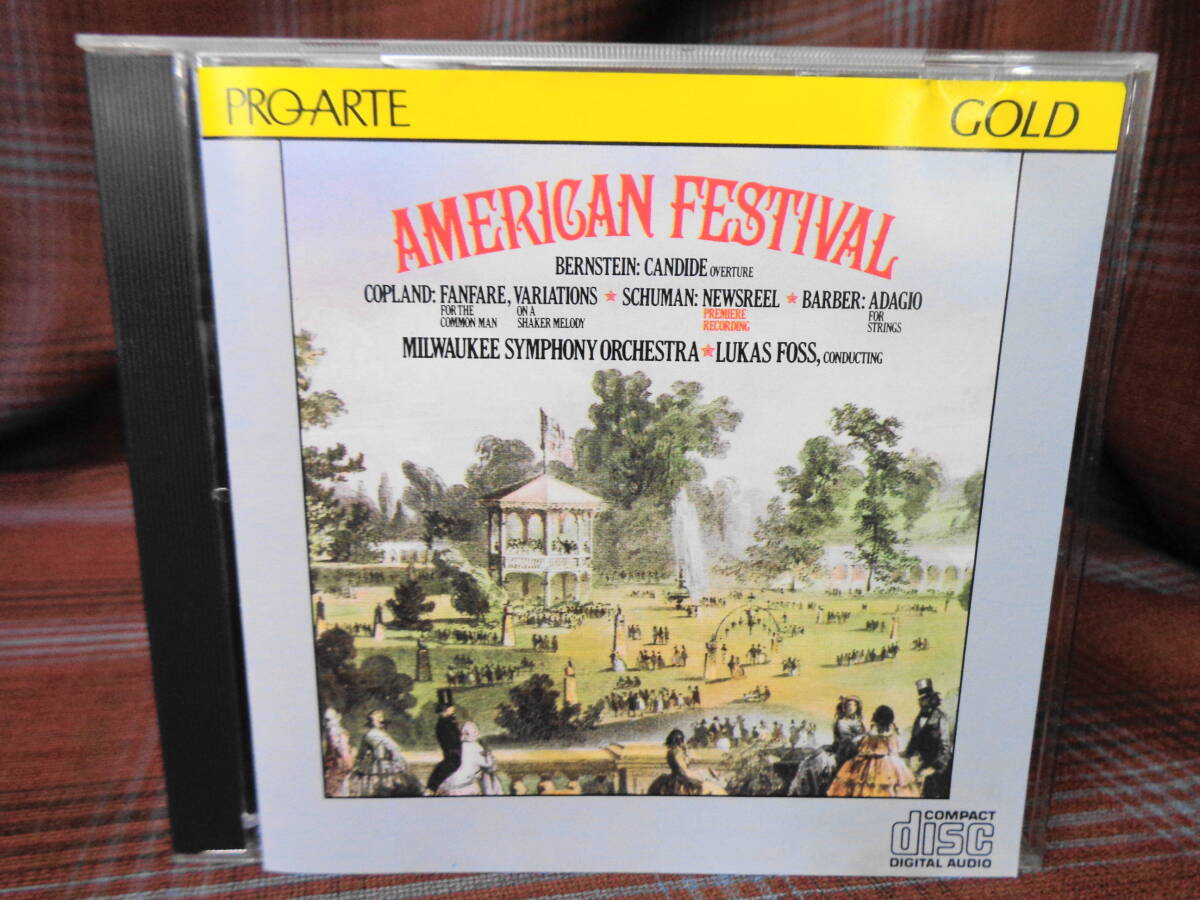 PRO-ARTE GOLD
AMERICAN FESTIVAL
BERNSTEIN: CANDIDE OVERTURE
COPLAND: FANFARE, VARIATIONS ★ SCHUMAN: NEWSREEL ★ BARBER: ADAGIO
FOR THE COMMON MAN
ON A SHAKER MELODY
PREMIERE RECORDING
FOR STRINGS
MILWAUKEE SYMPHONY ORCHESTRA ★ LUKAS FOSS, CONDUCTING
COMPACT
disc
DIGITAL AUDIO